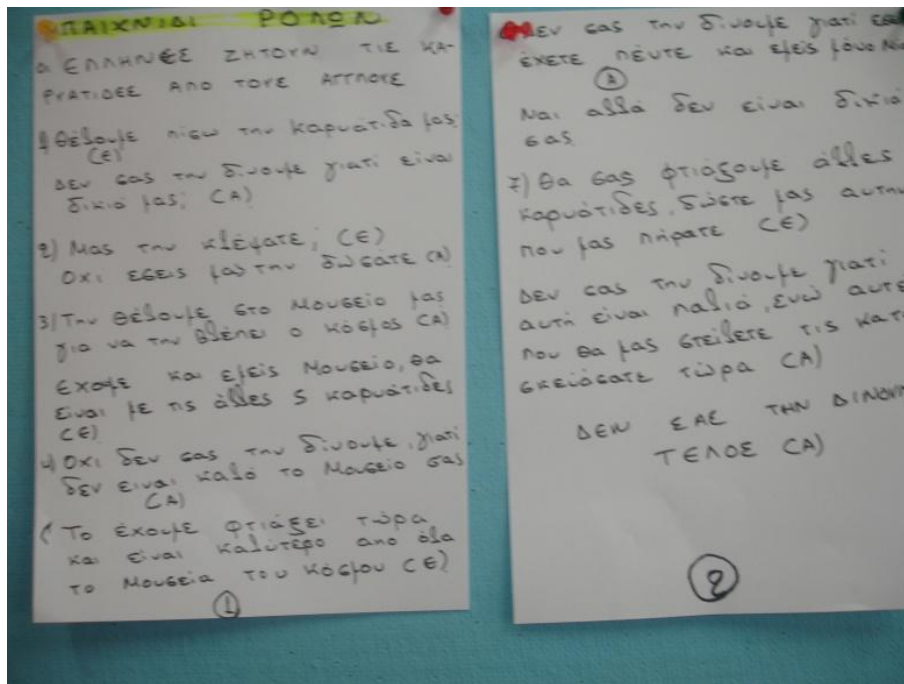 ΠΑΙΧΝΙΔΙ ΡΟΛΩΝ
οι ΕΛΛΗΝΕΣ ΖΗΤΟΥΝ ΤΙΣ ΚΑ-
ΡΥΑΤΙΔΕΣ ΑΠΟ ΤΟΥΣ ΑΓΓΛΟΥΣ
1) Θέλουμε πίσω την καρυάτιδα μας;
(Ε)
Δεν σας την δίνουμε γιατί είναι
δικιά μας; (Α)
2) Μας την κλέψατε; (Ε)
Όχι εσείς μας την δώσατε (Α)
3) Την θέλουμε στο Μουσείο μας
για να την βλέπει ο κόσμος (Α)
Έχουμε και εμείς Μουσείο, θα
είναι με τις άλλες 5 καρυάτιδες
(Ε)
4) Όχι δεν σας την δίνουμε, γιατί
δεν είναι καλό το Μουσείο σας
(Α)
Το έχουμε φτιάξει τώρα
και είναι καλύτερο από όλα
το Μουσεία του κόσμου (Ε)
1
Δεν σας την δίνουμε γιατί
έχετε πέντε και εμείς μόνο
(Α)
Ναι αλλά δεν είναι δικιά
σας
7) Θα σας φτιάξουμε άλλες
καρυάτιδες, δώστε μας αυτήν
που μας πήρατε (Ε)
Δεν σας την δίνουμε γιατί
αυτή είναι παλιά, ενώ αυτές
που θα μας στείλετε τις κατα
σκευάσατε τώρα (Α)
ΔΕΝ ΣΑΣ ΤΗΝ ΔΙΝΟΥΜ
ΤΕΛΟΣ (Α)
2